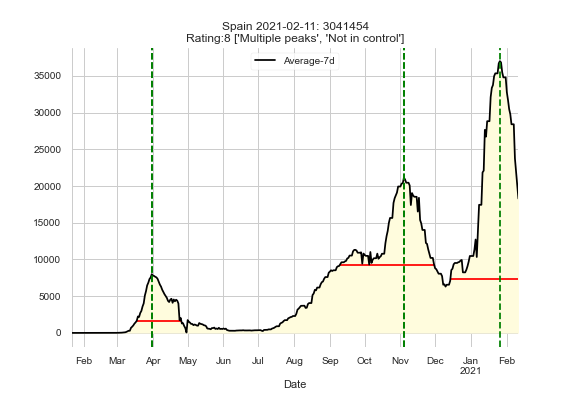 Spain 2021-02-11: 3041454
Rating:8 ['Multiple peaks', 'Not in control']
Average-7d
35000
30000
25000
20000
15000
10000
5000
0
Feb Mar Apr May Jun Jul Aug Sep Oct Nov Dec Jan Feb
2021
Date